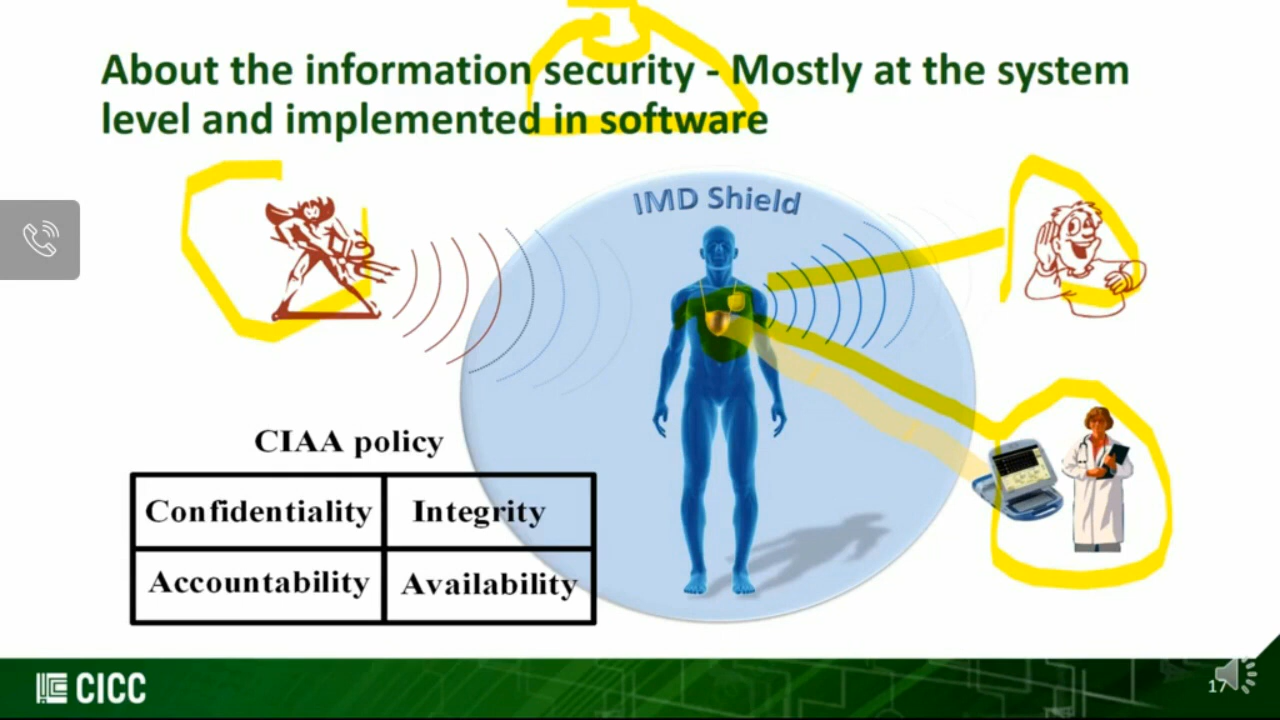 About the information security - Mostly at the system
level and implemented in software
IMD Shield
CIAA policy
Confidentiality Integrity
Accountability Availability
CICC
17